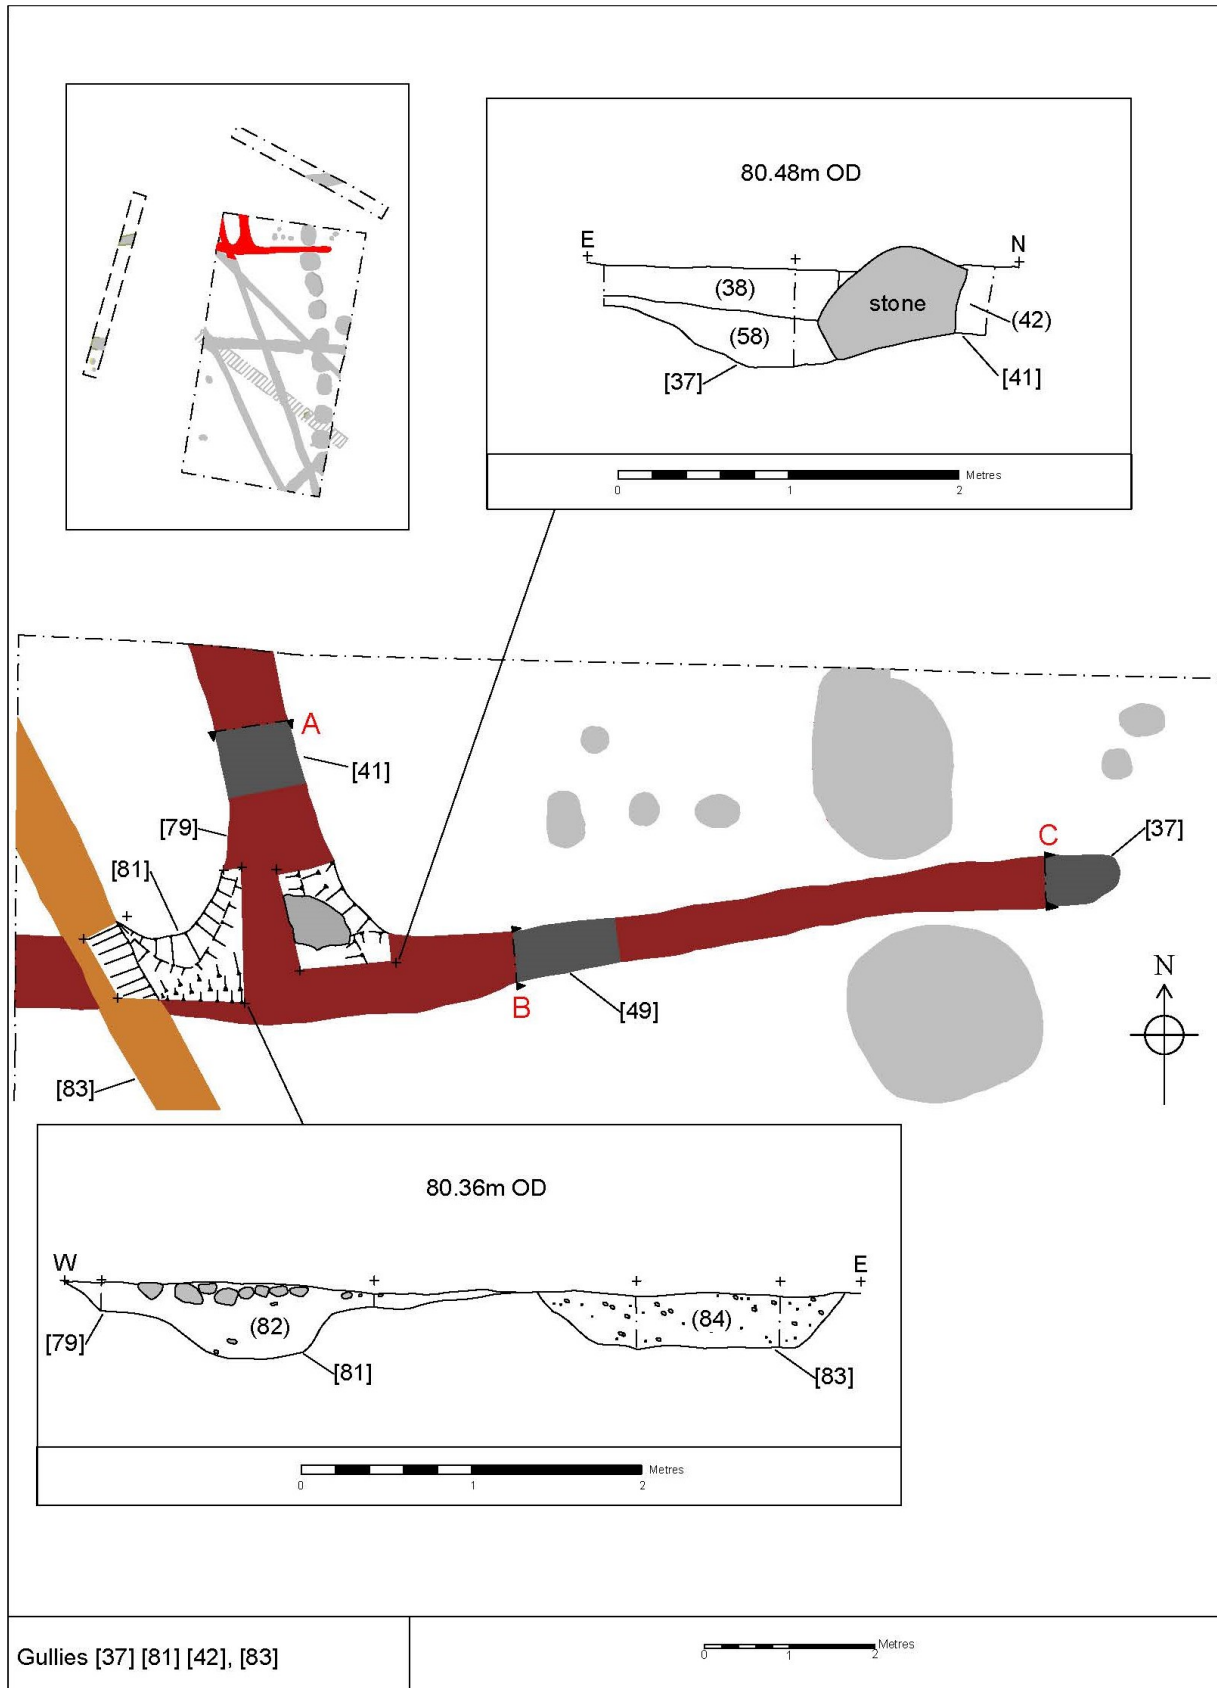 80.48m OD
E N
(38)
stone
(42)
(58)
[37]
[41]
0 1 2 Metres
A
[41]
[79]
[81]
C
[37]
B
[49]
N
[83]
80.36m OD
W E
(82)
(84)
[79]
[81]
[83]
0 1 2 Metres
Gullies [37] [81] [42], [83]
0 1 2 Metres